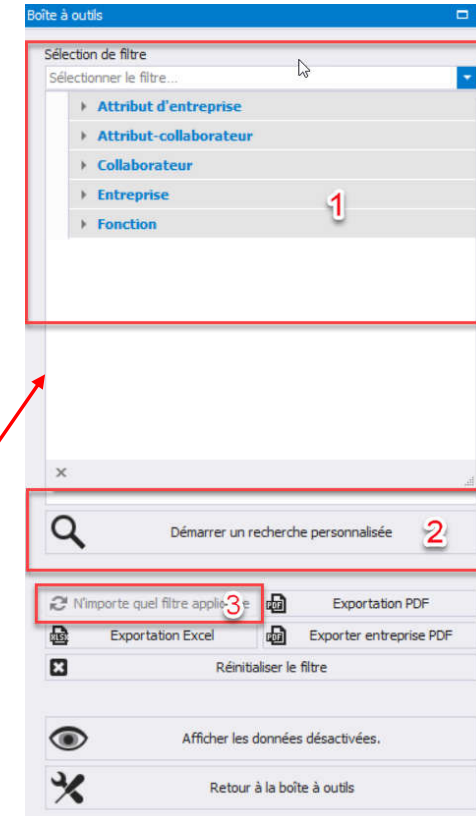 Boîte à outils
Sélection de filtre
Sélectionner le filtre...
Attribut d'entreprise
Attribut-collaborateur
Collaborateur
Entreprise
1
Fonction
Démarrer un recherche personnalisée
2
N'importe quel filtre
3
Exportation PDF
Exportation Excel
Exporter entreprise PDF
Réinitialiser le filtre
Afficher les données désactivées.
Retour à la boîte à outils